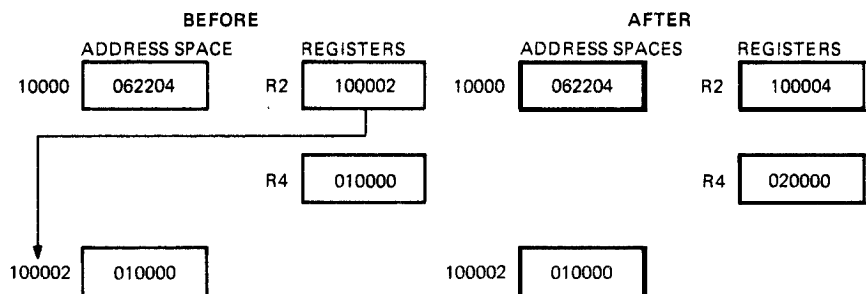 BEFORE AFTER
ADDRESS SPACE REGISTERS ADDRESS SPACES REGISTERS
10000 062204 R2 100002 10000 062204 R2 100004
R4 010000 R4 020000
100002 010000 100002 010000